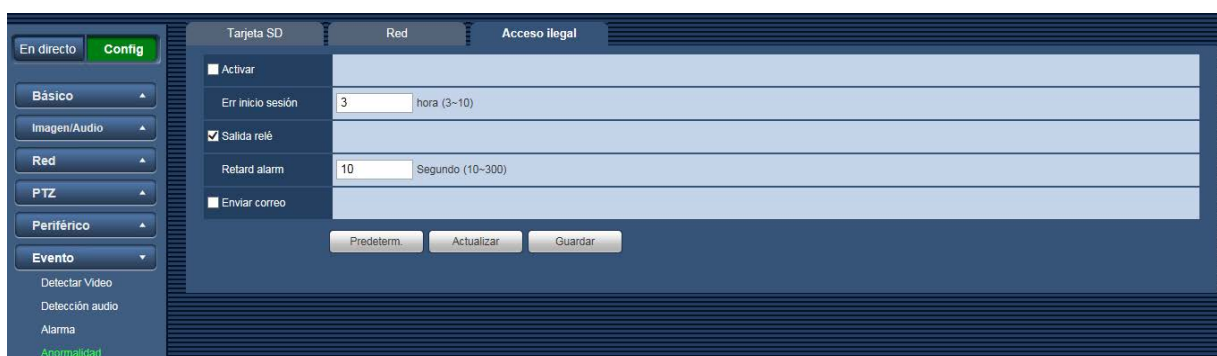 Tarjeta SD Red Acceso ilegal
En directo Config
Activar
Básico
Err inicio sesión 3 hora (3~10)
Imagen/Audio
Salida relé
Red
Retard alarm 10 Segundo (10~300)
PTZ
Enviar correo
Periférico
Predeterm. Actualizar Guardar
Evento
Detectar Video
Detección audio
Alarma
Anormalidad